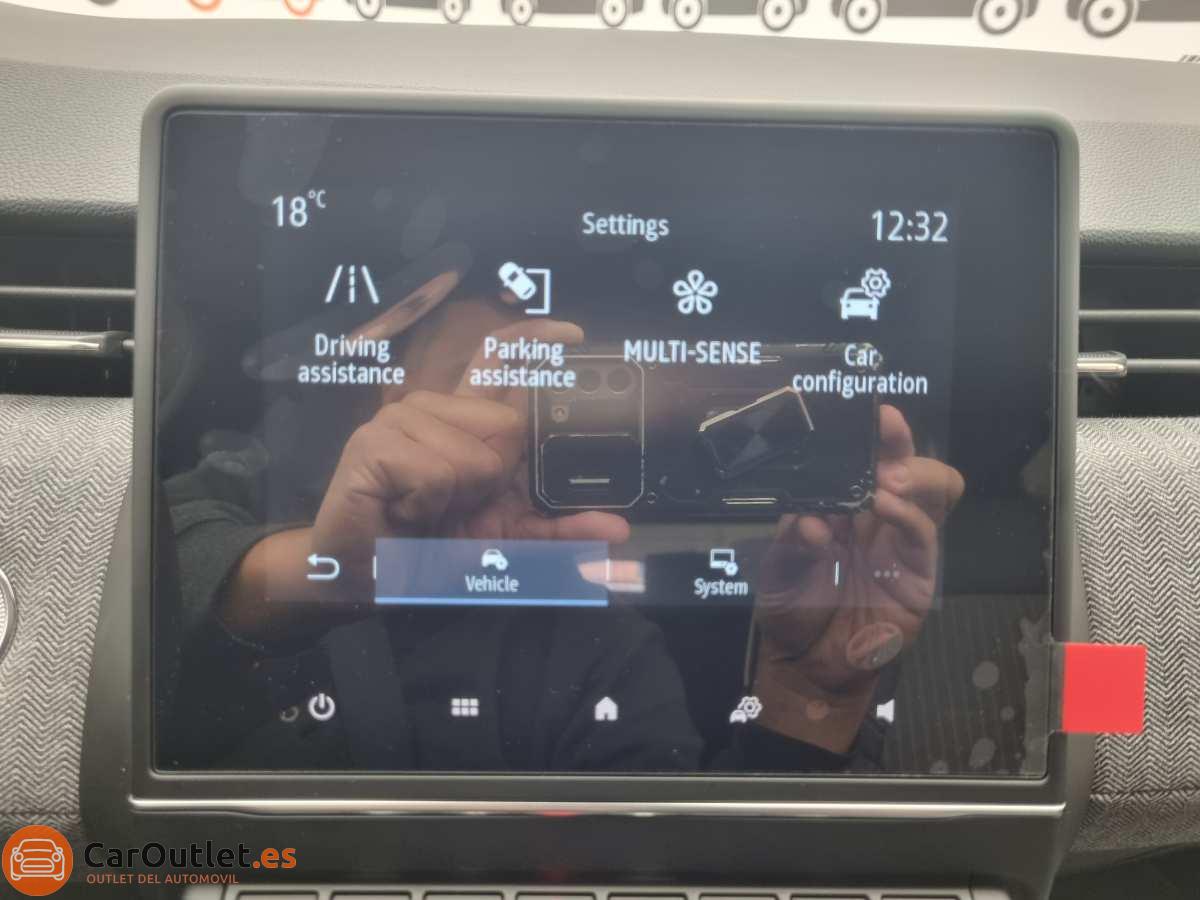 18°C
Settings
12:32
Driving
assistance
Parking
assistance
MULTI-SENSE
Car
configuration
Vehicle
System
CarOutlet.es
OUTLET DEL AUTOMOVIL